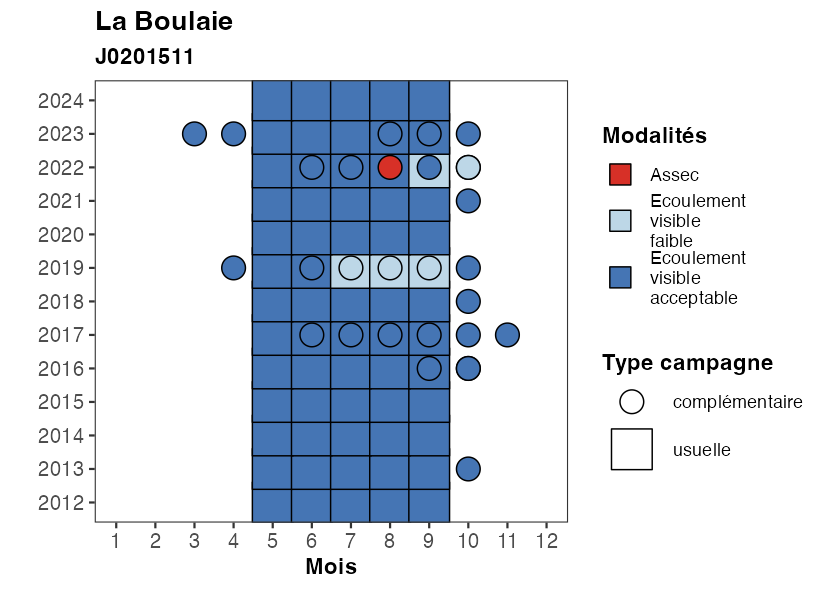 La Boulaie
J0201511
2024
2023
2022
2021
2020
2019
2018
2017
2016
2015
2014
2013
2012
1 2 3 4 5 6 7 8 9 10 11 12
Mois
Modalités
Assec
Ecoulement
visible
faible
Ecoulement
visible
acceptable
Type campagne
complémentaire
usuelle